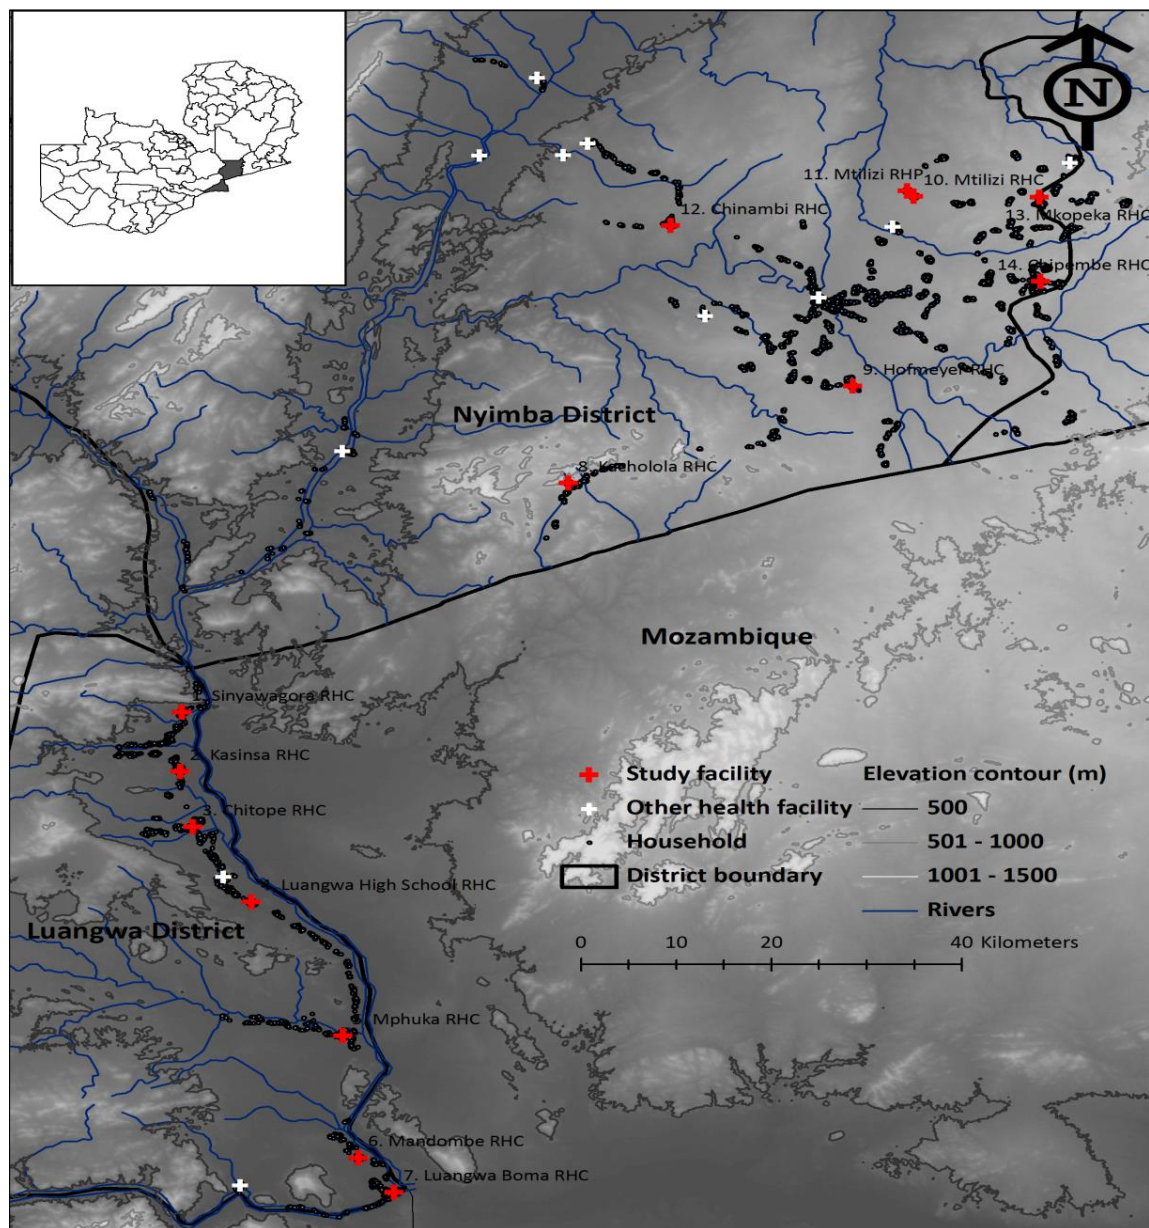 N
11. Mtilizi RHP
10. Mtilizi RHC
12. Chinambi RHC
13. Mkopeka RHC
14. Chipembe RHC
9. Hofmeyer RHC
Nyimba District
8. Kacholola RHC
Mozambique
1. Sinyawagora RHC
2. Kasinsa RHC
3. Chitope RHC
Luangwa High School RHC
Luangwa District
Mphuka RHC
6. Mandombe RHC
7. Luangwa Boma RHC
Study facility
Other health facility
Household
District boundary
Elevation contour (m)
500
501 - 1000
1001 - 1500
Rivers
0 10 20 40 Kilometers